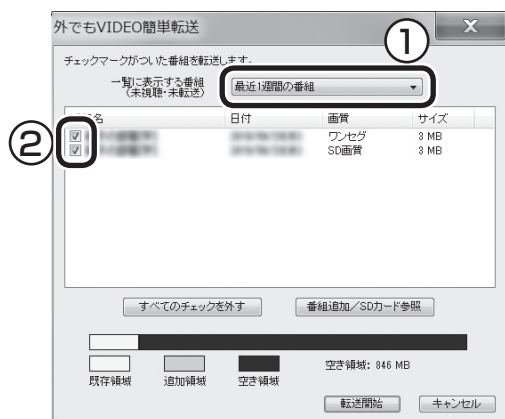 外でもVIDEO簡単転送
X
①
チェックマークがついた番組を転送します。
一覧に表示する番組
(未視聴・未転送)
最近1週間の番組
名 日付 画質 サイズ
②
ワンセグ 3 MB
SD画質 3 MB
すべてのチェックを外す 番組追加/SDカード参照
既存領域 追加領域 空き領域
空き領域: 846 MB
転送開始 キャンセル